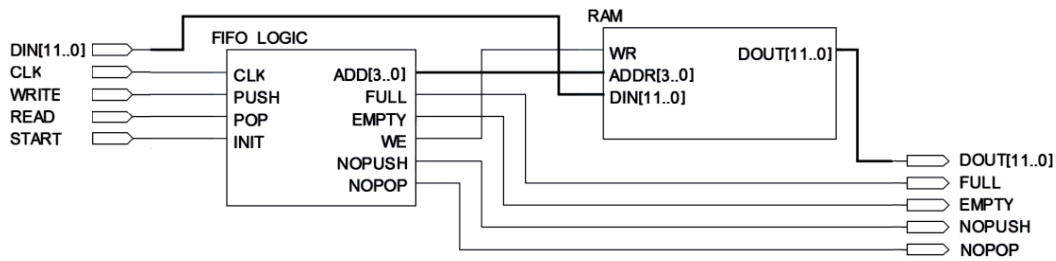 DIN[11..0]
CLK
WRITE
READ
START
FIFO LOGIC
CLK
PUSH
POP
INIT
ADD[3..0]
FULL
EMPTY
WE
NOPUSH
NOPOP
RAM
WR
ADDR[3..0]
DIN[11..0]
DOUT[11..0]
DOUT[11..0]
FULL
EMPTY
NOPUSH
NOPOP